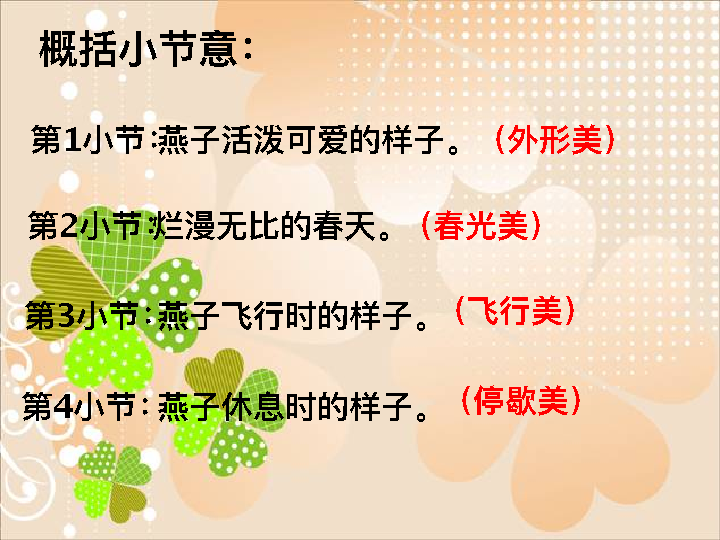 概括小节意：
第1小节：燕子活泼可爱的样子。（外形美）
第2小节：烂漫无比的春天。（春光美）
第3小节：燕子飞行时的样子。（飞行美）
第4小节：燕子休息时的样子。（停歇美）